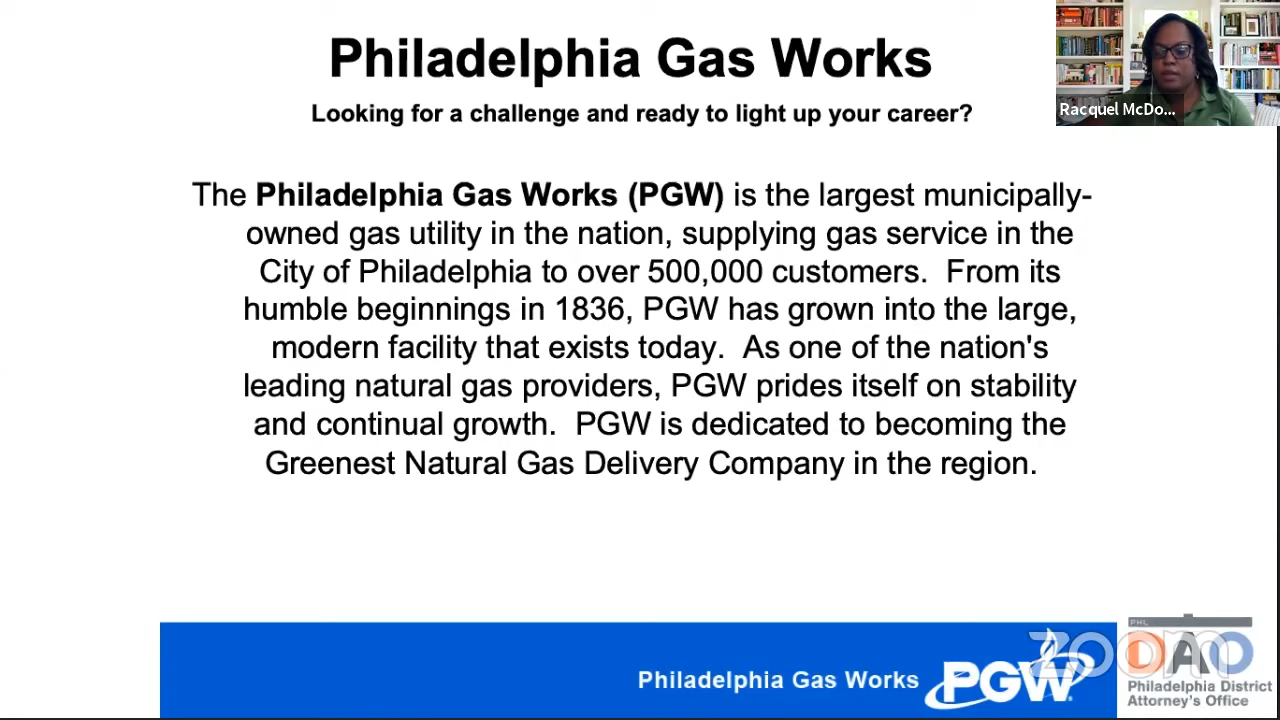 Philadelphia Gas Works
Looking for a challenge and ready to light up your career?
Racquel McDo...
The Philadelphia Gas Works (PGW) is the largest municipally-
owned gas utility in the nation, supplying gas service in the
City of Philadelphia to over 500,000 customers.  From its
humble beginnings in 1836, PGW has grown into the large,
modern facility that exists today.  As one of the nation's
leading natural gas providers, PGW prides itself on stability
and continual growth.  PGW is dedicated to becoming the
Greenest Natural Gas Delivery Company in the region.
Philadelphia Gas Works
PGW
zoom
PHL
DAO
Philadelphia District
Attorney's Office